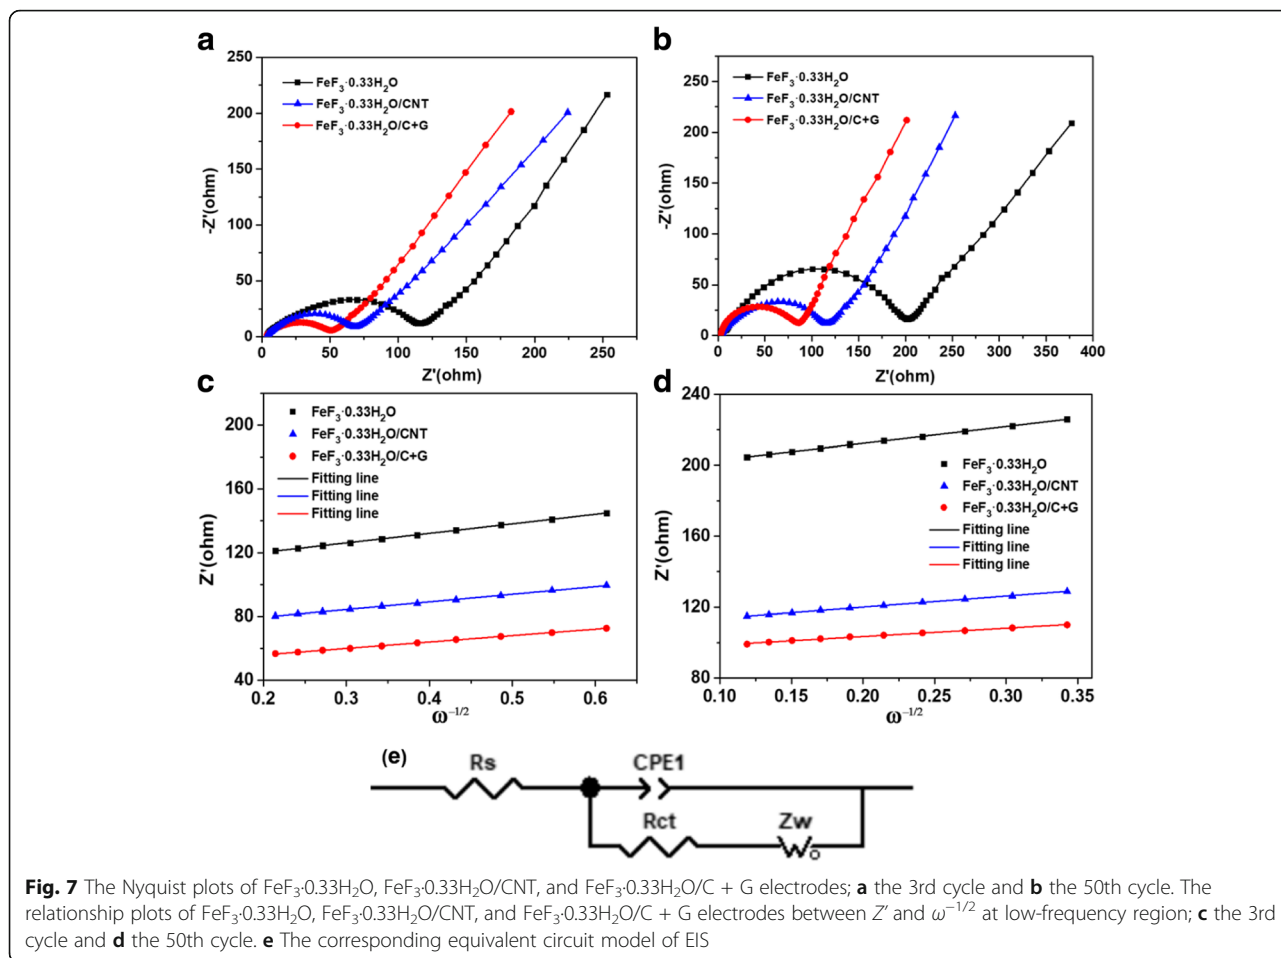 a
250
200
150
100
50
0
-Z'(ohm)
FeF₃·0.33H₂O
FeF₃·0.33H₂O/CNT
FeF₃·0.33H₂O/C+G
0 50 100 150 200 250
Z'(ohm)
b
250
200
150
100
50
0
-Z'(ohm)
FeF₃·0.33H₂O
FeF₃·0.33H₂O/CNT
FeF₃·0.33H₂O/C+G
0 50 100 150 200 250 300 350 400
Z'(ohm)
c
200
160
120
80
40
Z'(ohm)
FeF₃·0.33H₂O
FeF₃·0.33H₂O/CNT
FeF₃·0.33H₂O/C+G
Fitting line
Fitting line
Fitting line
0.2 0.3 0.4 0.5 0.6
ω⁻¹/²
d
240
200
160
120
80
Z'(ohm)
FeF₃·0.33H₂O
FeF₃·0.33H₂O/CNT
FeF₃·0.33H₂O/C+G
Fitting line
Fitting line
Fitting line
0.10 0.15 0.20 0.25 0.30 0.35
ω⁻¹/²
(e)
Rs CPE1
Rct Zw
Fig. 7 The Nyquist plots of FeF₃·0.33H₂O, FeF₃·0.33H₂O/CNT, and FeF₃·0.33H₂O/C + G electrodes; a the 3rd cycle and b the 50th cycle. The
relationship plots of FeF₃·0.33H₂O, FeF₃·0.33H₂O/CNT, and FeF₃·0.33H₂O/C + G electrodes between Z′ and ω⁻¹/² at low-frequency region; c the 3rd
cycle and d the 50th cycle. e The corresponding equivalent circuit model of EIS